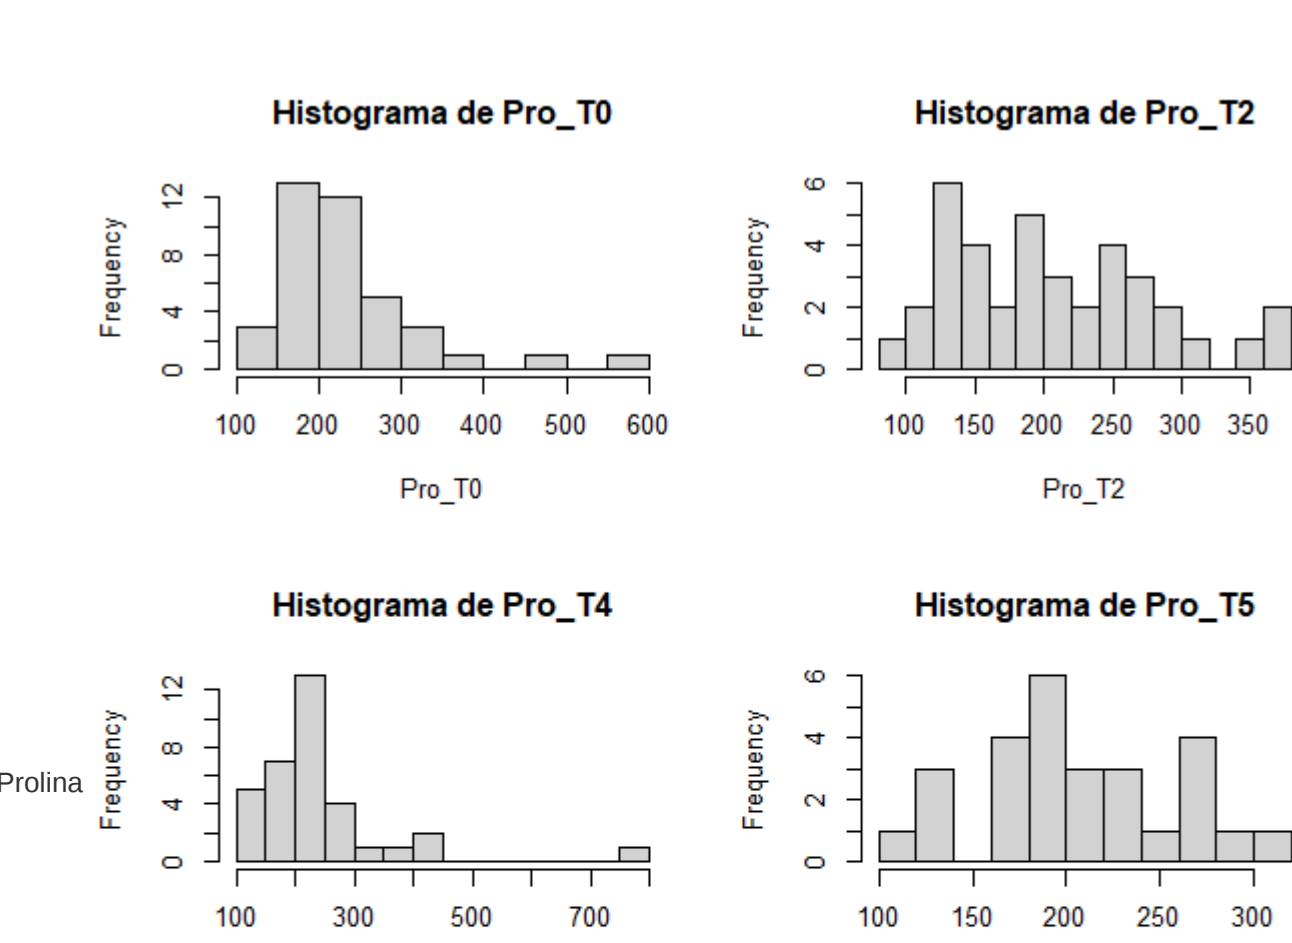 Histograma de Pro_T0
Frequency
0 4 8 12
100 200 300 400 500 600
Pro_T0
Histograma de Pro_T2
Frequency
0 2 4 6
100 150 200 250 300 350
Pro_T2
Prolina
Histograma de Pro_T4
Frequency
0 4 8 12
100 300 500 700
Histograma de Pro_T5
Frequency
0 2 4 6
100 150 200 250 300